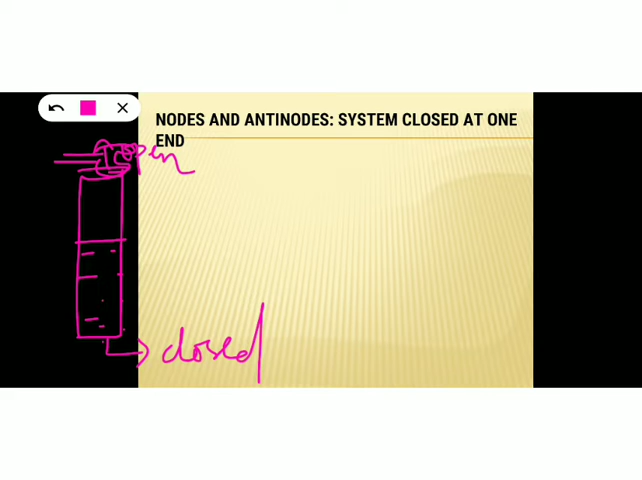 NODES AND ANTINODES: SYSTEM CLOSED AT ONE
END
open
closed